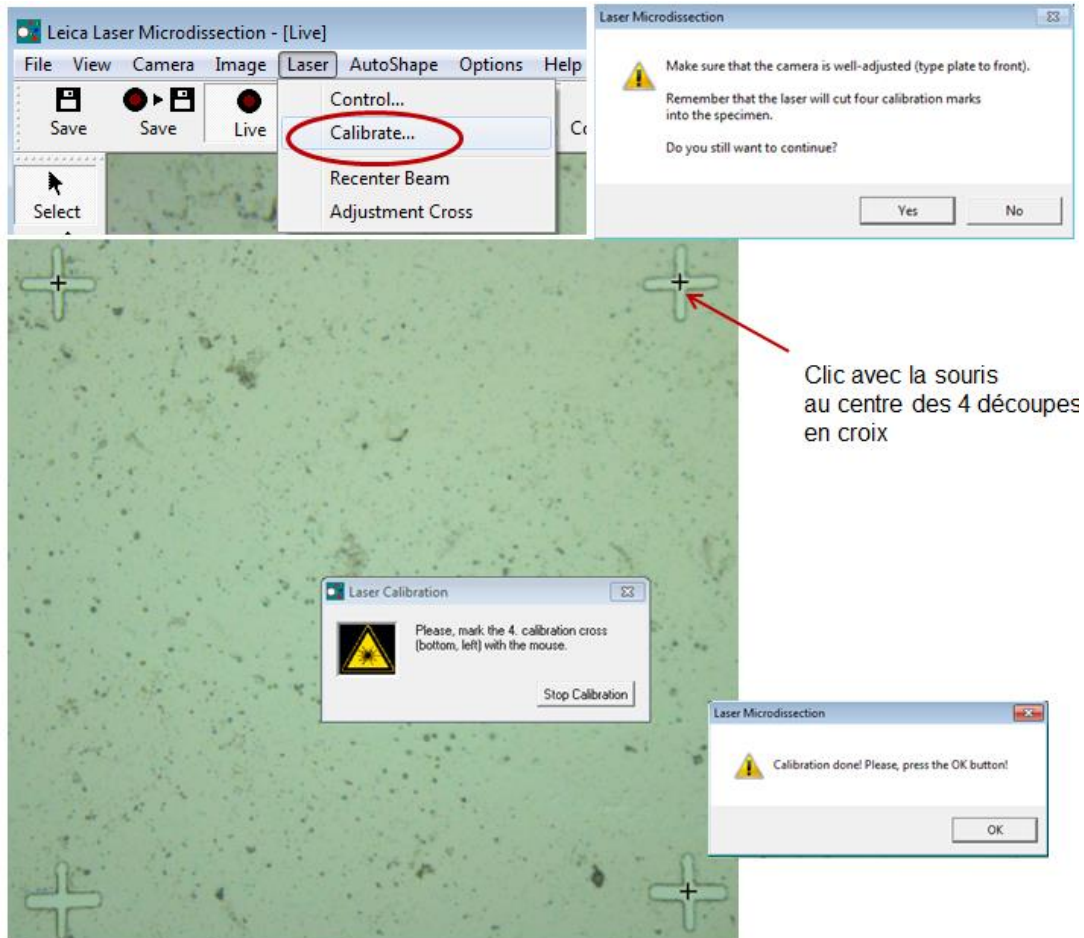 Leica Laser Microdissection - [Live]
File View Camera Image Laser AutoShape Options Help
Save Save Live
Control...
Calibrate...
Recenter Beam
Adjustment Cross
Select
Laser Microdissection
Make sure that the camera is well-adjusted (type plate to front).
Remember that the laser will cut four calibration marks
into the specimen.
Do you still want to continue?
Yes No
Clic avec la souris
au centre des 4 découpes
en croix
Laser Calibration
Please, mark the 4. calibration cross
(bottom, left) with the mouse.
Stop Calibration
Laser Microdissection
Calibration done! Please, press the OK button!
OK